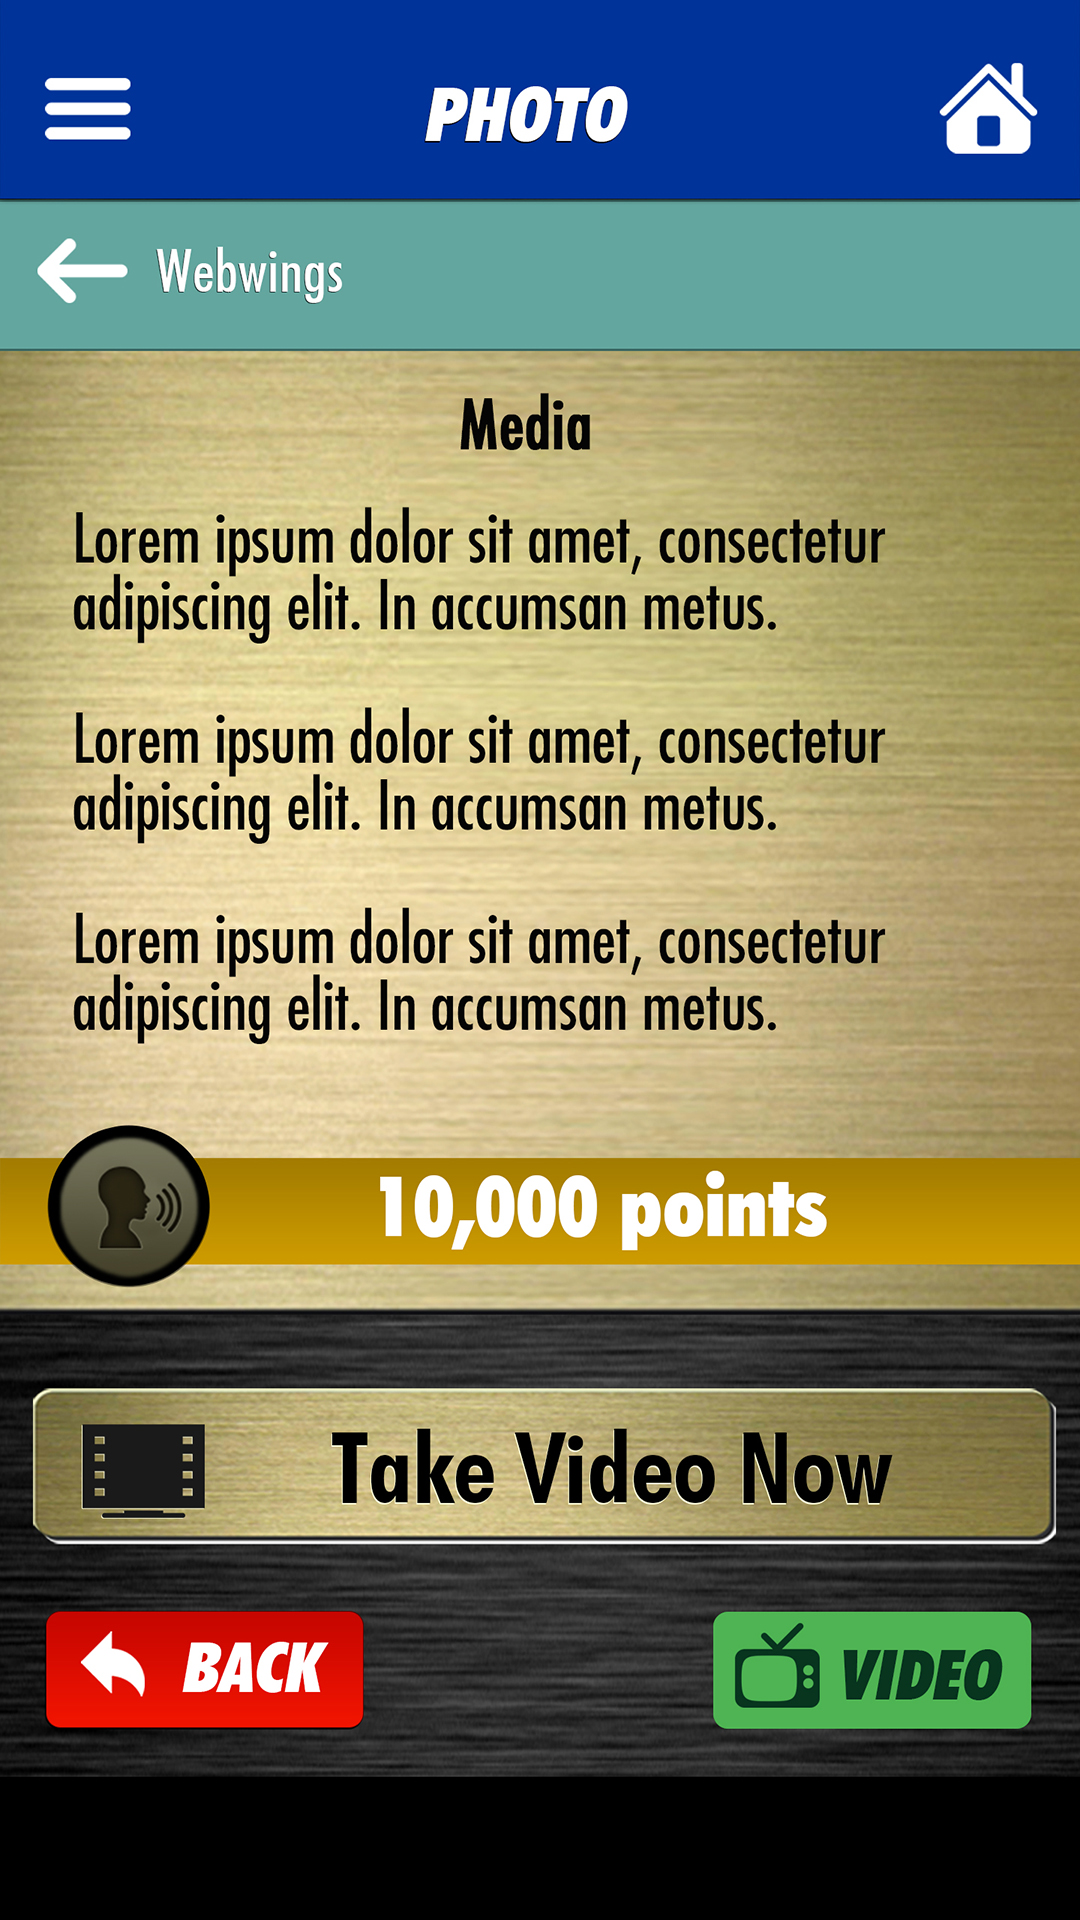 PHOTO
Webwings
Media
Lorem ipsum dolor sit amet, consectetur
adipiscing elit. In accumsan metus.
Lorem ipsum dolor sit amet, consectetur
adipiscing elit. In accumsan metus.
Lorem ipsum dolor sit amet, consectetur
adipiscing elit. In accumsan metus.
10,000 points
Take Video Now
BACK
VIDEO